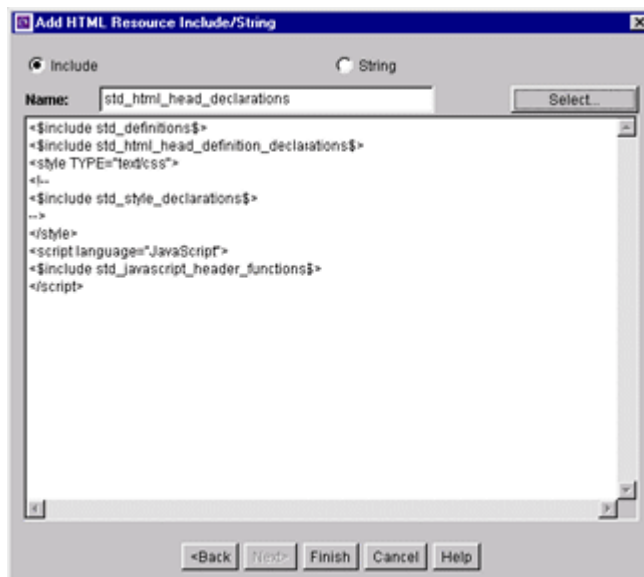 Add HTML Resource Include/String
Include
String
Name:
std_html_head_declarations
Select...
<$include std_definitions$>
<$include std_html_head_definition_declarations$>
<style TYPE="text/css">
<!--
<$include std_style_declarations$>
-->
</style>
<script language="JavaScript">
<$include std_javascript_header_functions$>
</script>
<Back
Next>
Finish
Cancel
Help